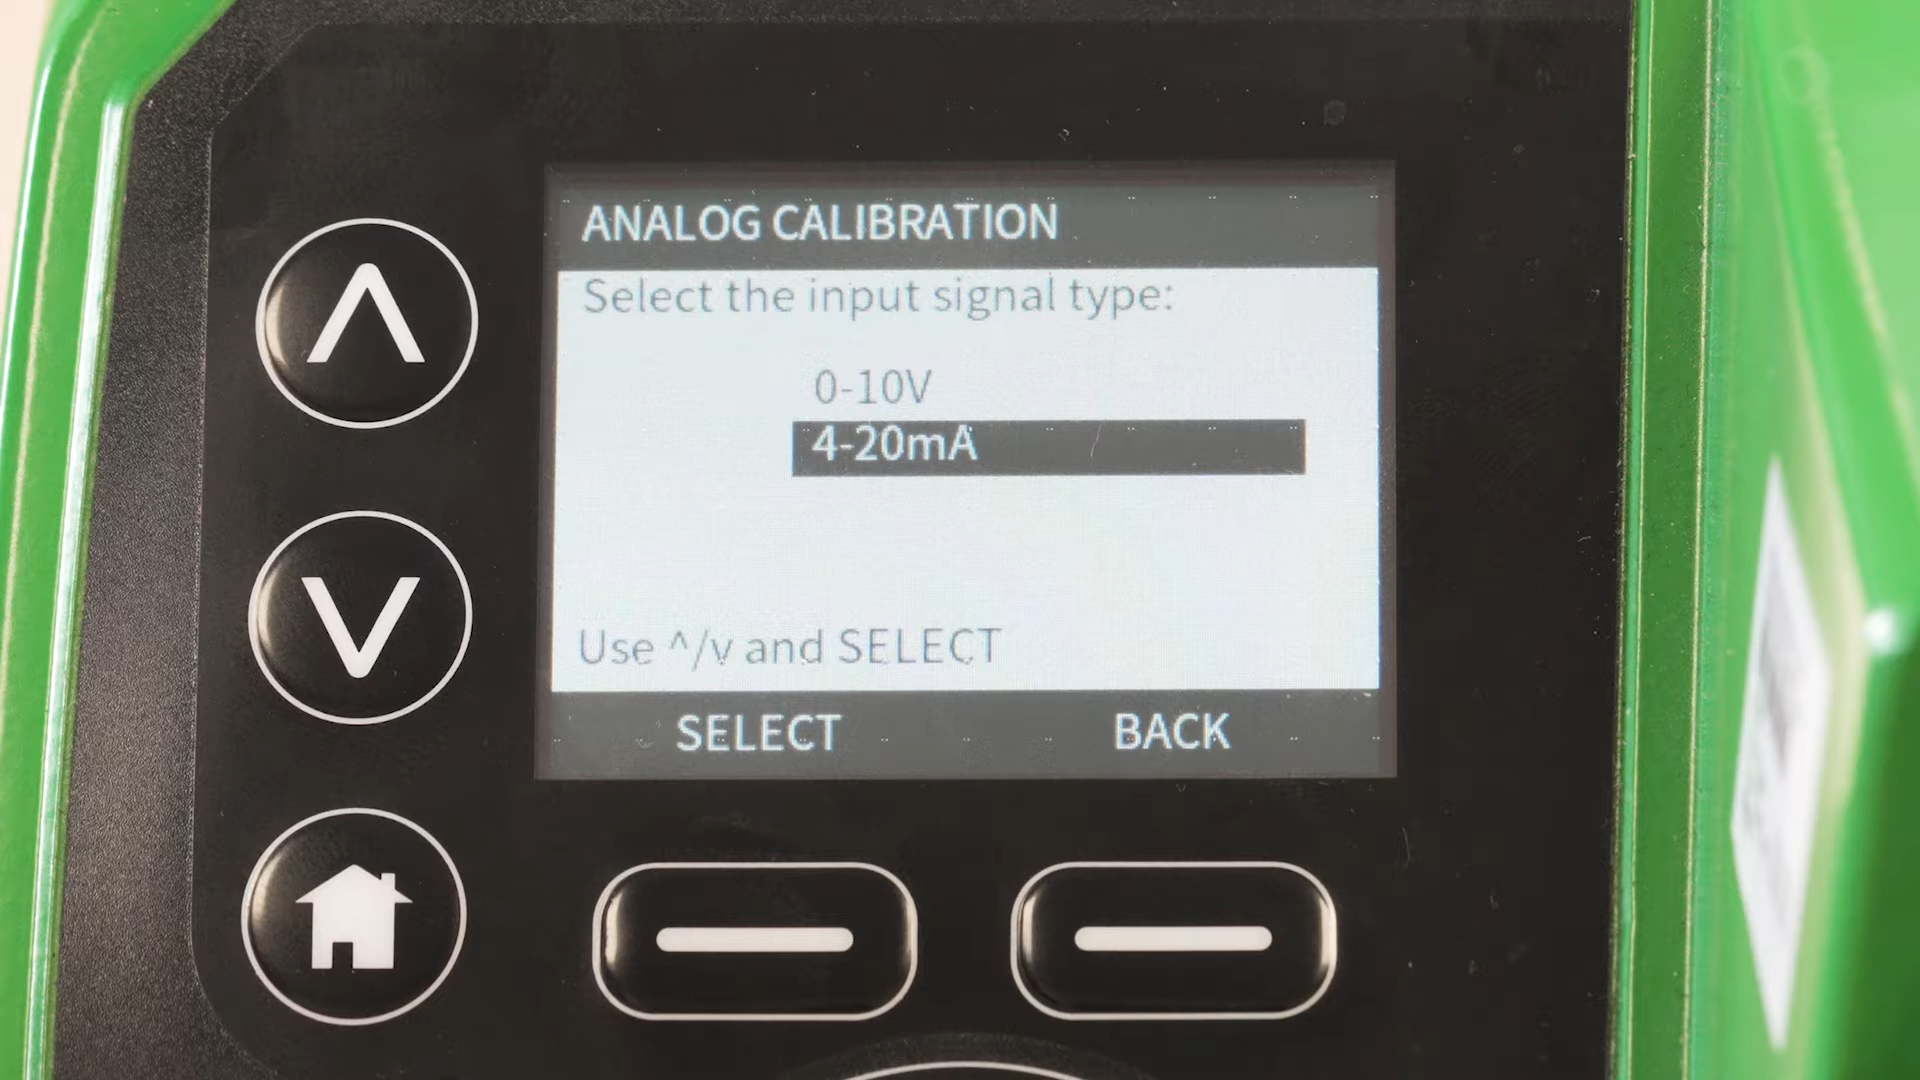 ANALOG CALIBRATION
Select the input signal type:
0-10V
4-20mA
Use ^/v and SELECT
SELECT BACK